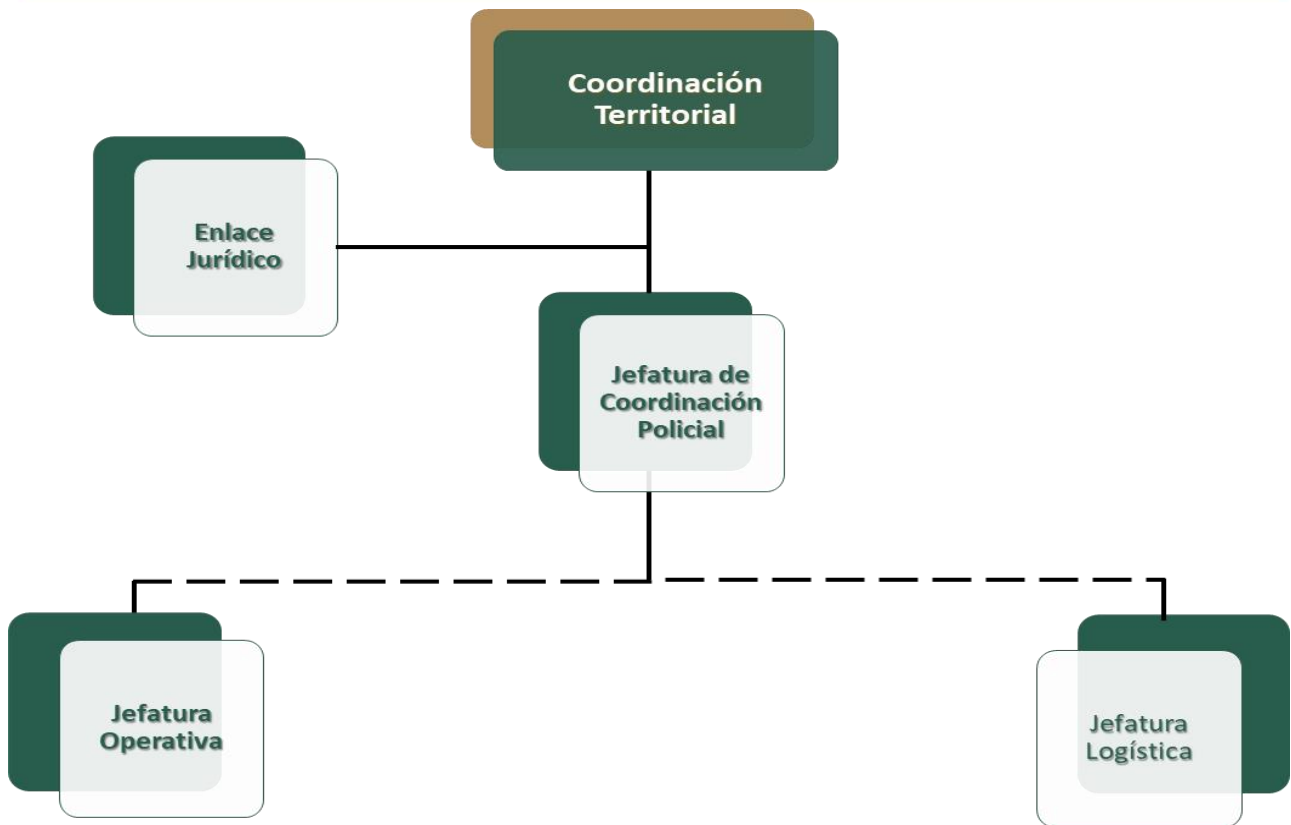 Coordinación
Territorial
Enlace
Jurídico
Jefatura de
Coordinación
Policial
Jefatura
Operativa
Jefatura
Logística